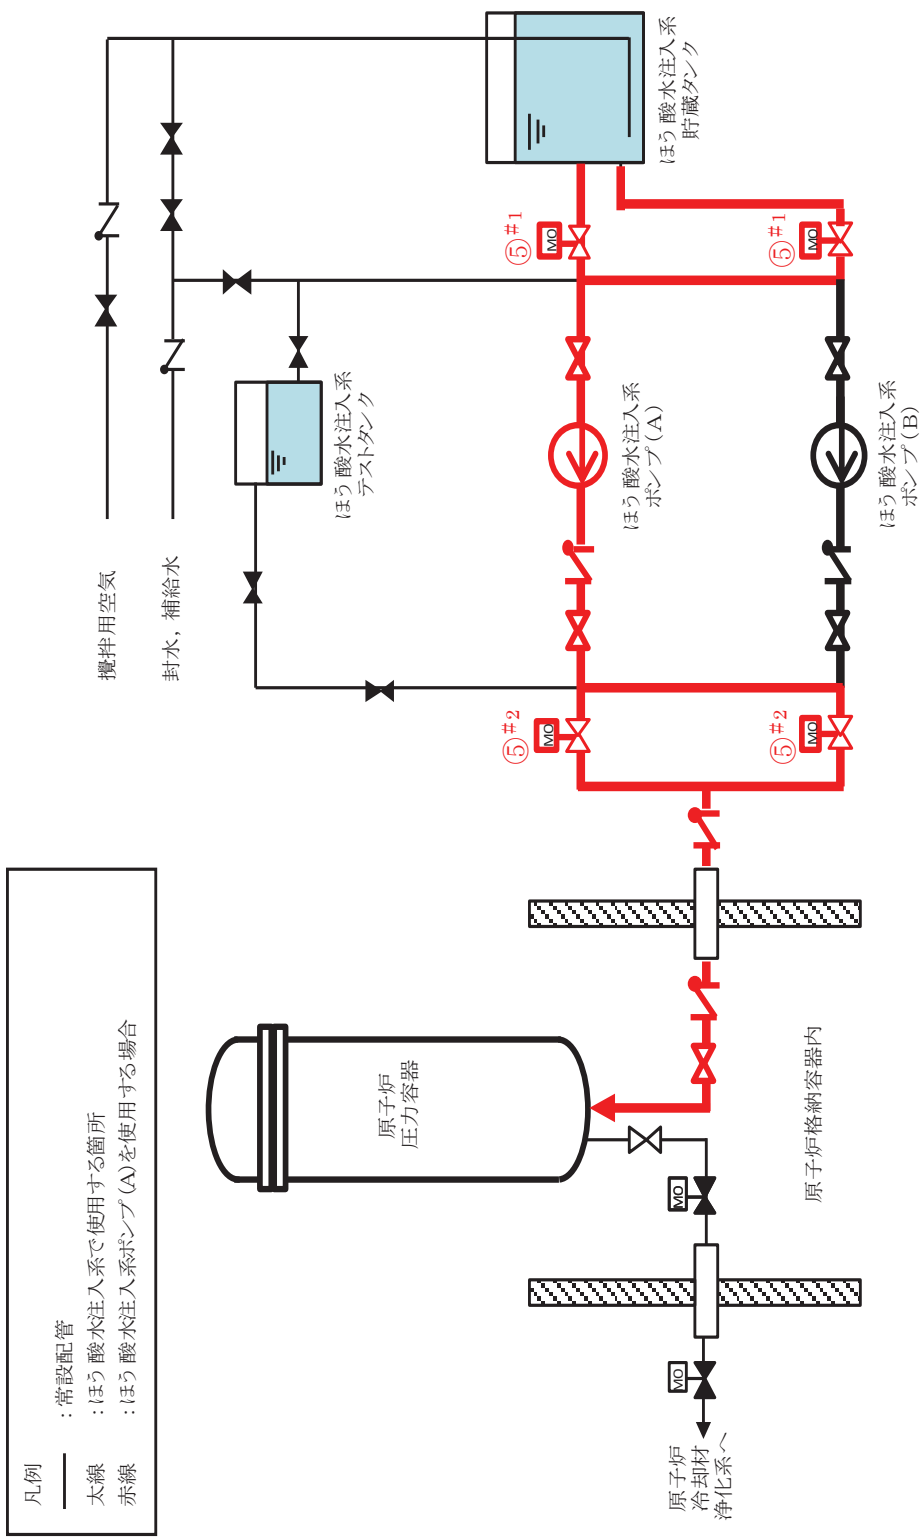 凡例
：常設配管
太線　：ほう酸水注入系で使用する箇所
赤線　：ほう酸水注入系ポンプ(A)を使用する場合
攪拌用空気
封水，補給水
ほう酸水注入系
テストタンク
ほう酸水注入系
貯蔵タンク
⑤#1
MO
⑤#1
MO
ほう酸水注入系
ポンプ(A)
ほう酸水注入系
ポンプ(B)
⑤#2
MO
⑤#2
MO
原子炉
圧力容器
原子炉格納容器内
MO
MO
原子炉
冷却材
浄化系へ